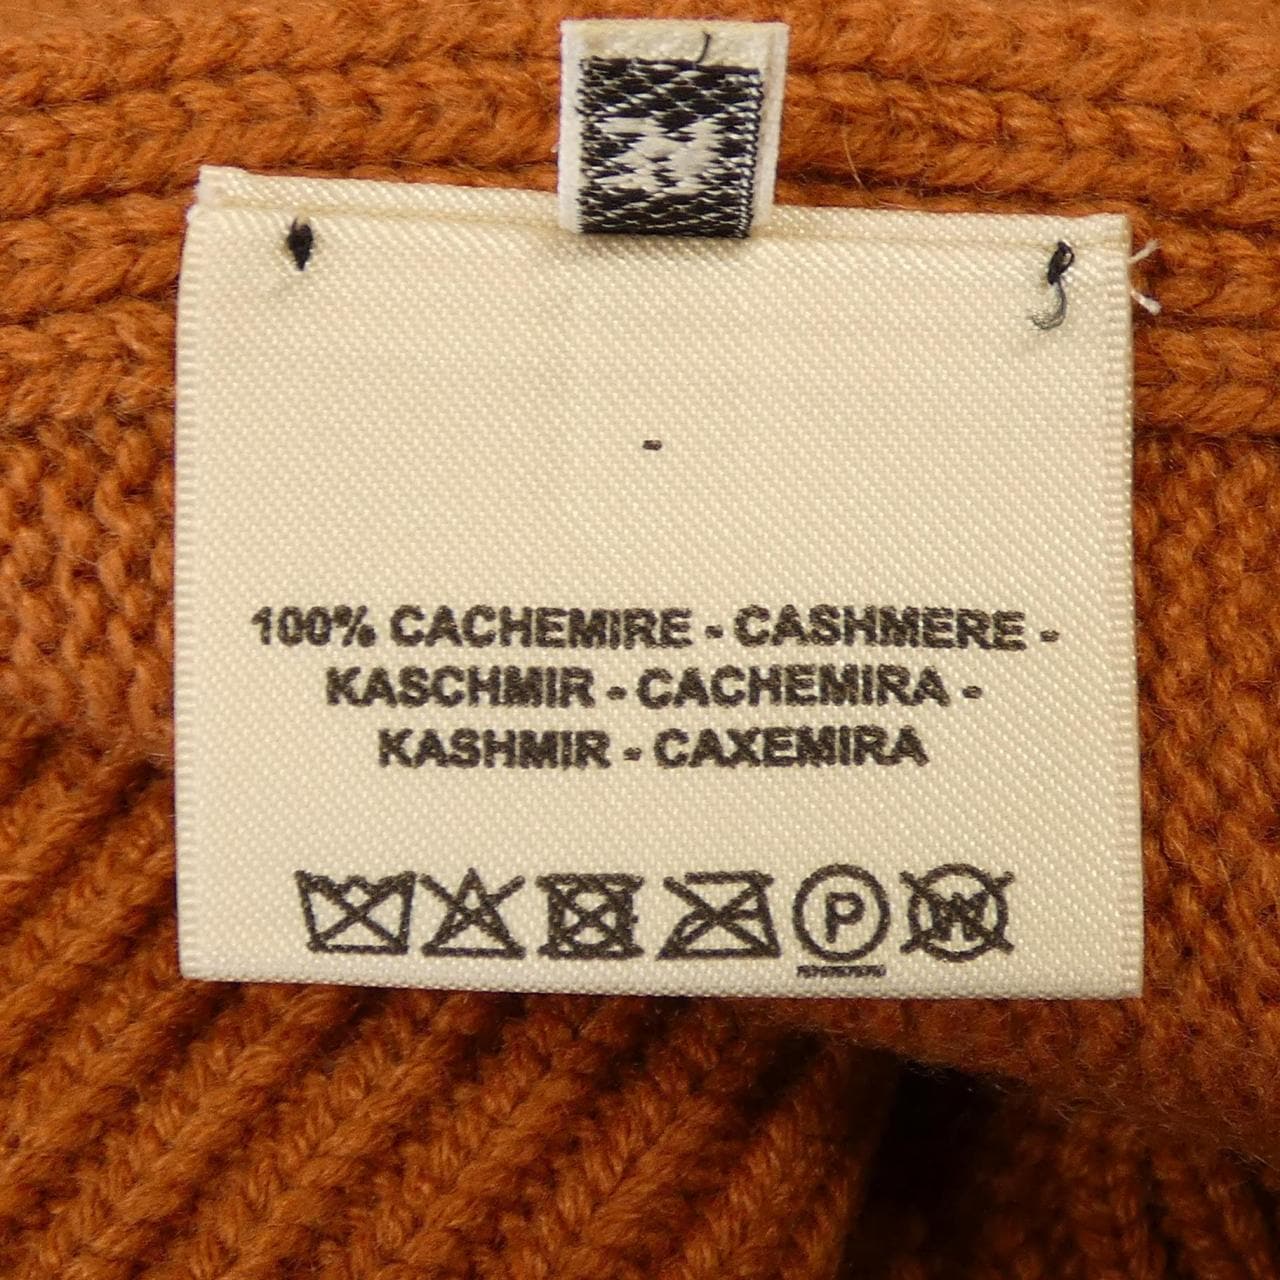 -
100% CACHEMIRE - CASHMERE -
KASCHMIR - CACHEMIRA -
KASHMIR - CAXEMIRA
P W